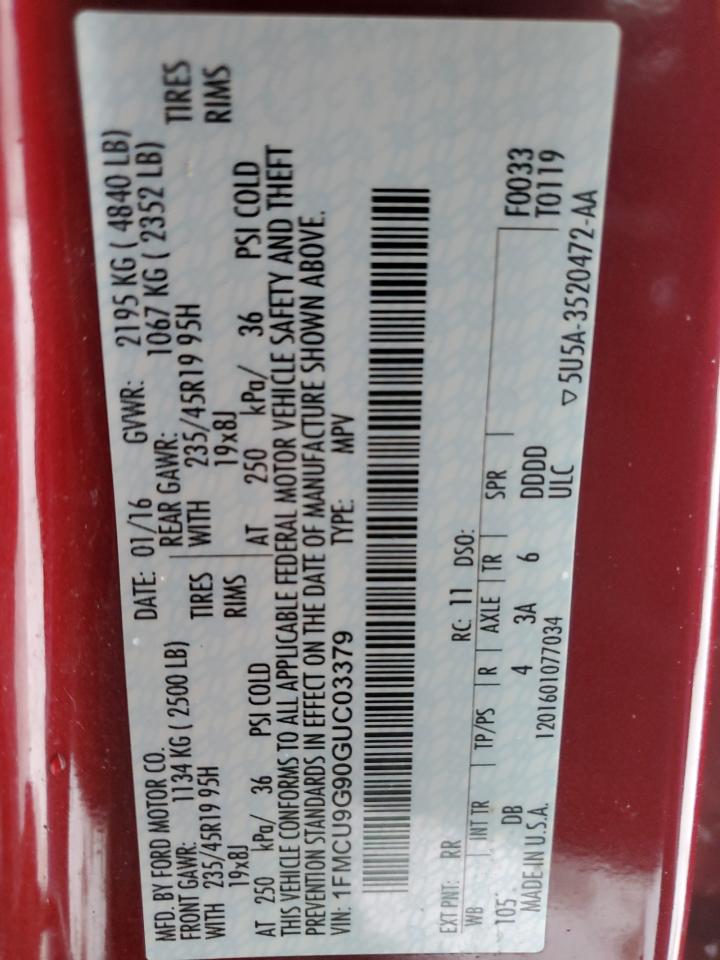 MFD. BY FORD MOTOR CO.
DATE: 01/16 GVWR: 2195 KG ( 4840 LB)
FRONT GAWR: 1134 KG ( 2500 LB)
REAR GAWR: 1067 KG ( 2352 LB)
WITH 235/45R19 95H TIRES
WITH 235/45R19 95H TIRES
19x8J RIMS
19x8J RIMS
AT 250 kPa/ 36 PSI COLD
AT 250 kPa/ 36 PSI COLD
THIS VEHICLE CONFORMS TO ALL APPLICABLE FEDERAL MOTOR VEHICLE SAFETY AND THEFT
PREVENTION STANDARDS IN EFFECT ON THE DATE OF MANUFACTURE SHOWN ABOVE.
VIN: 1FMCU9G90GUC03379 TYPE: MPV
EXT PNT: RR RC: 11 DSO:
WB INT TR TP/PS R AXLE TR SPR F0033
105 DB 4 3A 6 DDDD T0119
MADE IN U.S.A. 1201601077034 ULC ▽5U5A-3520472-AA